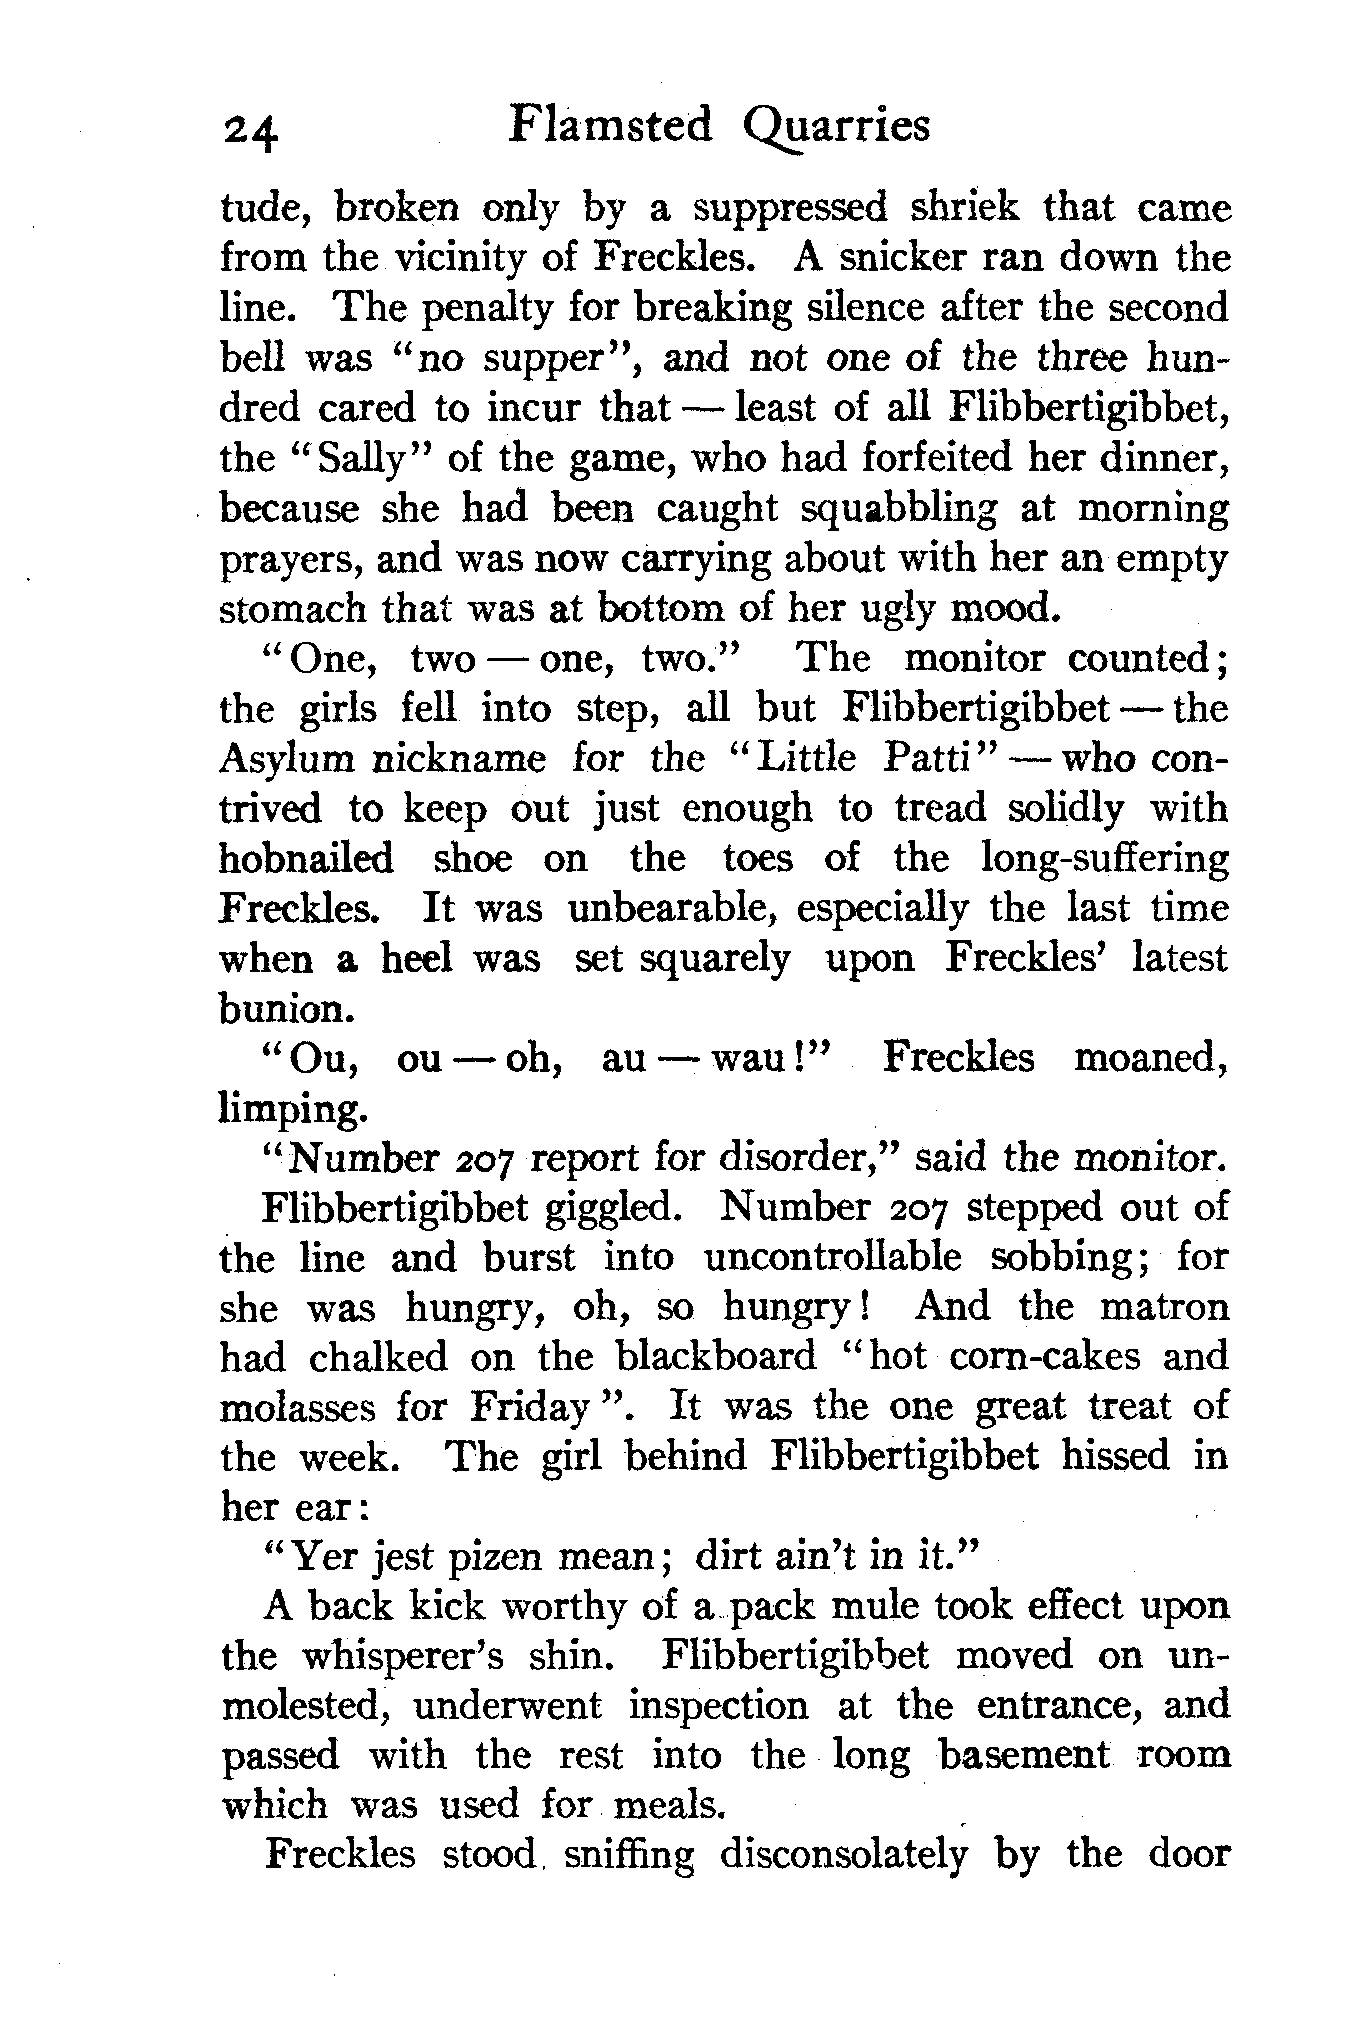 24 Flamsted Quarries
tude, broken only by a suppressed shriek that came
from the vicinity of Freckles. A snicker ran down the
line. The penalty for breaking silence after the second
bell was "no supper", and not one of the three hun-
dred cared to incur that — least of all Flibbertigibbet,
the "Sally" of the game, who had forfeited her dinner,
because she had been caught squabbling at morning
prayers, and was now carrying about with her an empty
stomach that was at bottom of her ugly mood.
"One, two — one, two." The monitor counted;
the girls fell into step, all but Flibbertigibbet — the
Asylum nickname for the "Little Patti" — who con-
trived to keep out just enough to tread solidly with
hobnailed shoe on the toes of the long-suffering
Freckles. It was unbearable, especially the last time
when a heel was set squarely upon Freckles' latest
bunion.
"Ou, ou — oh, au — wau!" Freckles moaned,
limping.
"Number 207 report for disorder," said the monitor.
Flibbertigibbet giggled. Number 207 stepped out of
the line and burst into uncontrollable sobbing; for
she was hungry, oh, so hungry! And the matron
had chalked on the blackboard "hot corn-cakes and
molasses for Friday". It was the one great treat of
the week. The girl behind Flibbertigibbet hissed in
her ear:
"Yer jest pizen mean; dirt ain't in it."
A back kick worthy of a pack mule took effect upon
the whisperer's shin. Flibbertigibbet moved on un-
molested, underwent inspection at the entrance, and
passed with the rest into the long basement room
which was used for meals.
Freckles stood sniffing disconsolately by the door